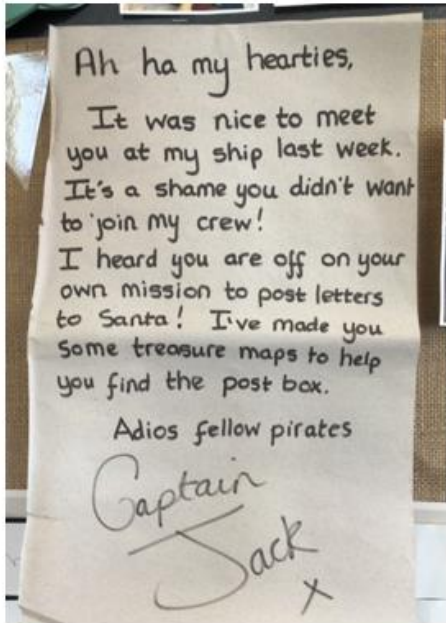 Ah ha my hearties,
It was nice to meet
you at my ship last week.
It's a shame you didn't want
to join my crew!
I heard you are off on your
own mission to post letters
to Santa! I've made you
some treasure maps to help
you find the post box.
Adios fellow pirates
Captain
Jack
x